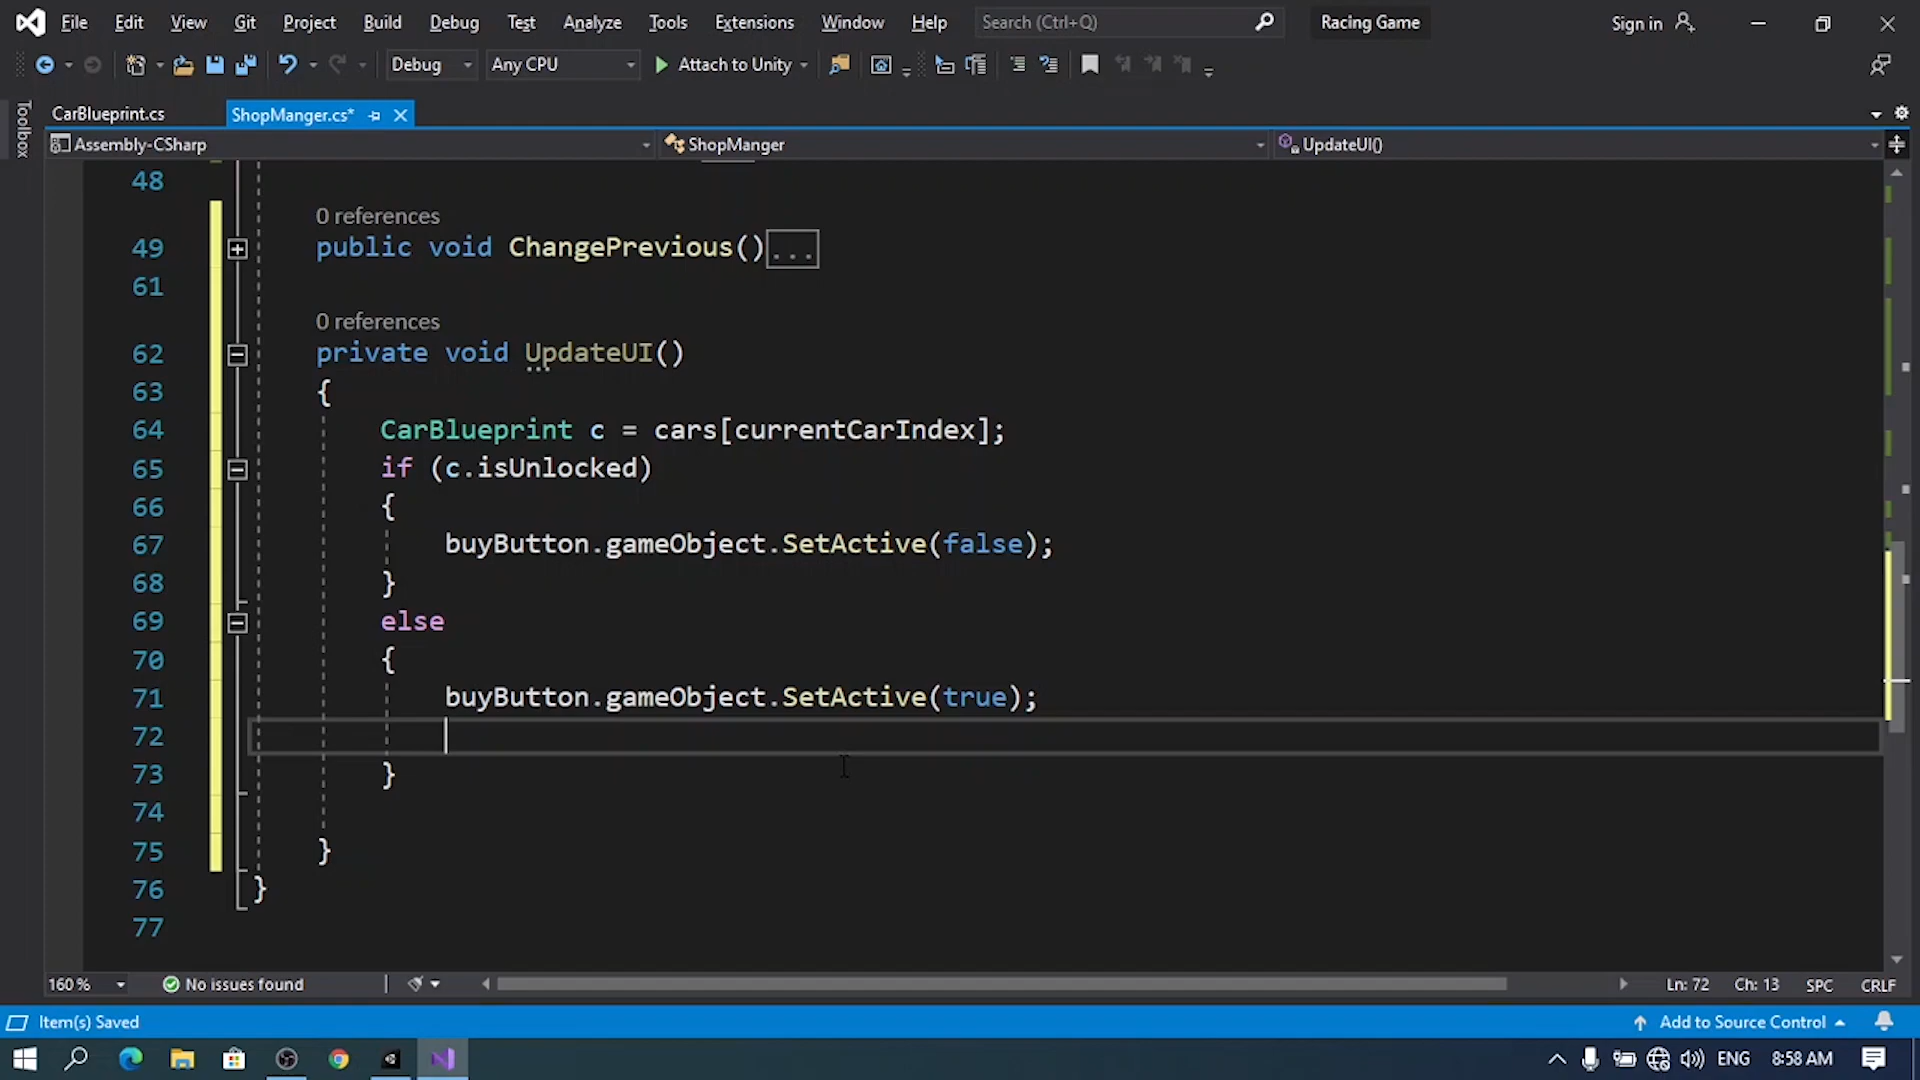 File Edit View Git Project Build Debug Test Analyze Tools Extensions Window Help Search (Ctrl+Q) Racing Game Sign in
Debug Any CPU Attach to Unity
Toolbox
CarBlueprint.cs ShopManger.cs*
Assembly-CSharp ShopManger UpdateUI()
48
0 references
49 public void ChangePrevious()...
61
0 references
62 private void UpdateUI()
63 {
64 CarBlueprint c = cars[currentCarIndex];
65 if (c.isUnlocked)
66 {
67 buyButton.gameObject.SetActive(false);
68 }
69 else
70 {
71 buyButton.gameObject.SetActive(true);
72
73 }
74
75 }
76 }
77
160 % No issues found Ln: 72 Ch: 13 SPC CRLF
Item(s) Saved Add to Source Control
ENG 8:58 AM